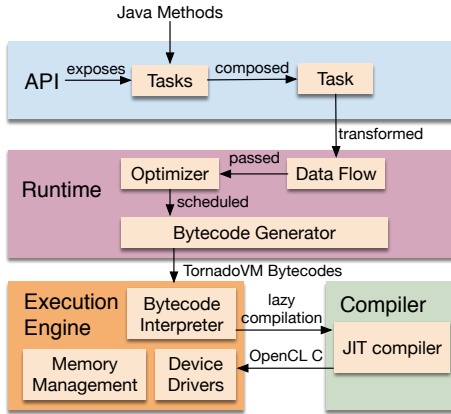 Java Methods
API
exposes
Tasks
composed
Task
transformed
passed
Optimizer
Data Flow
Runtime
scheduled
Bytecode Generator
TornadoVM Bytecodes
Execution
Engine
Bytecode
Interpreter
lazy
compilation
Compiler
JIT compiler
OpenCL C
Memory
Management
Device
Drivers